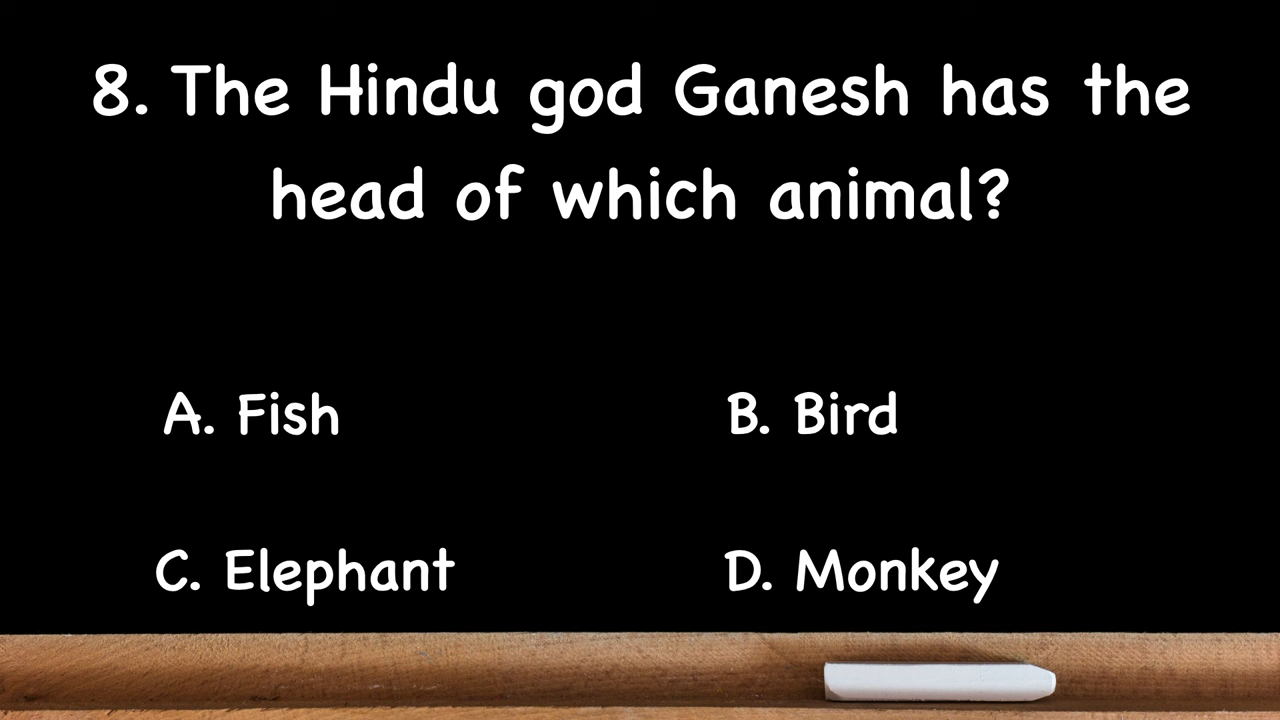 8. The Hindu god Ganesh has the
head of which animal?
A. Fish
B. Bird
C. Elephant
D. Monkey